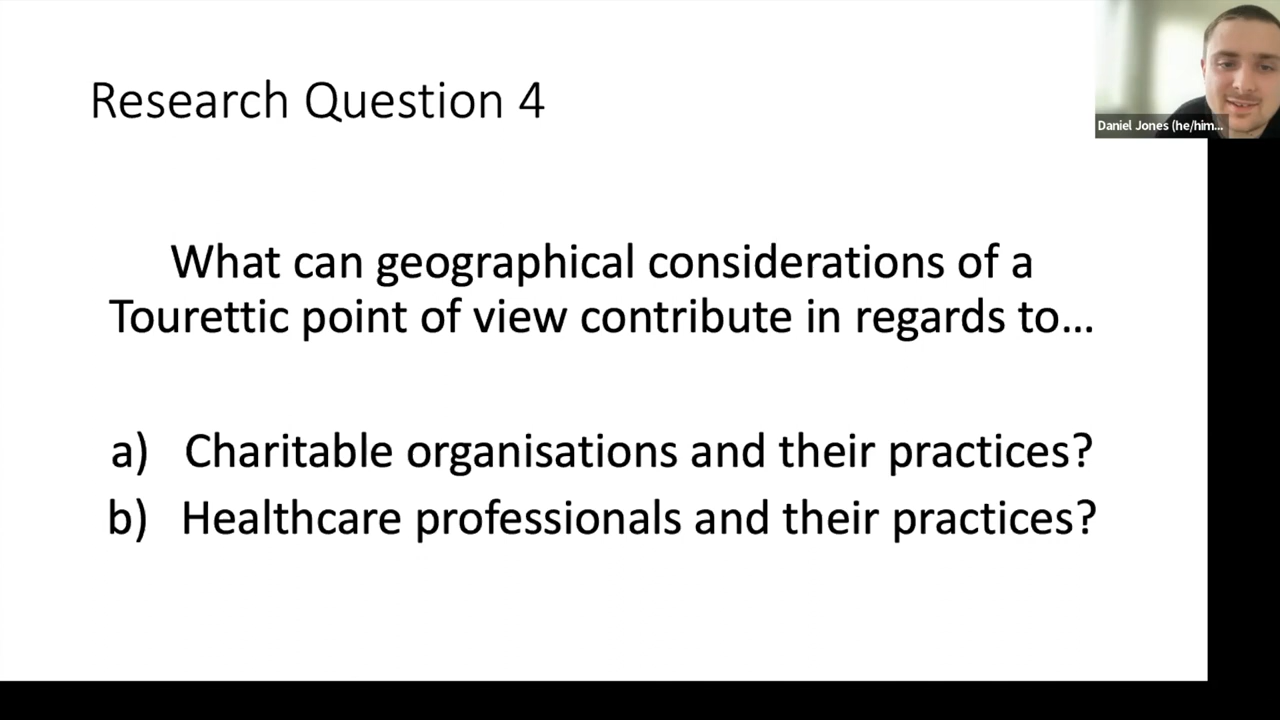 Research Question 4
Daniel Jones (he/him...
What can geographical considerations of a
Tourettic point of view contribute in regards to...
a) Charitable organisations and their practices?
b) Healthcare professionals and their practices?